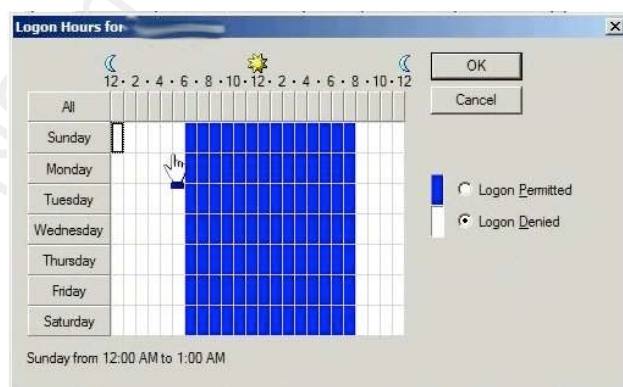 Logon Hours for
12 · 2 · 4 · 6 · 8 · 10 · 12 · 2 · 4 · 6 · 8 · 10 · 12
OK
Cancel
All
Sunday
Monday
Tuesday
Wednesday
Thursday
Friday
Saturday
Logon Permitted
Logon Denied
Sunday from 12:00 AM to 1:00 AM